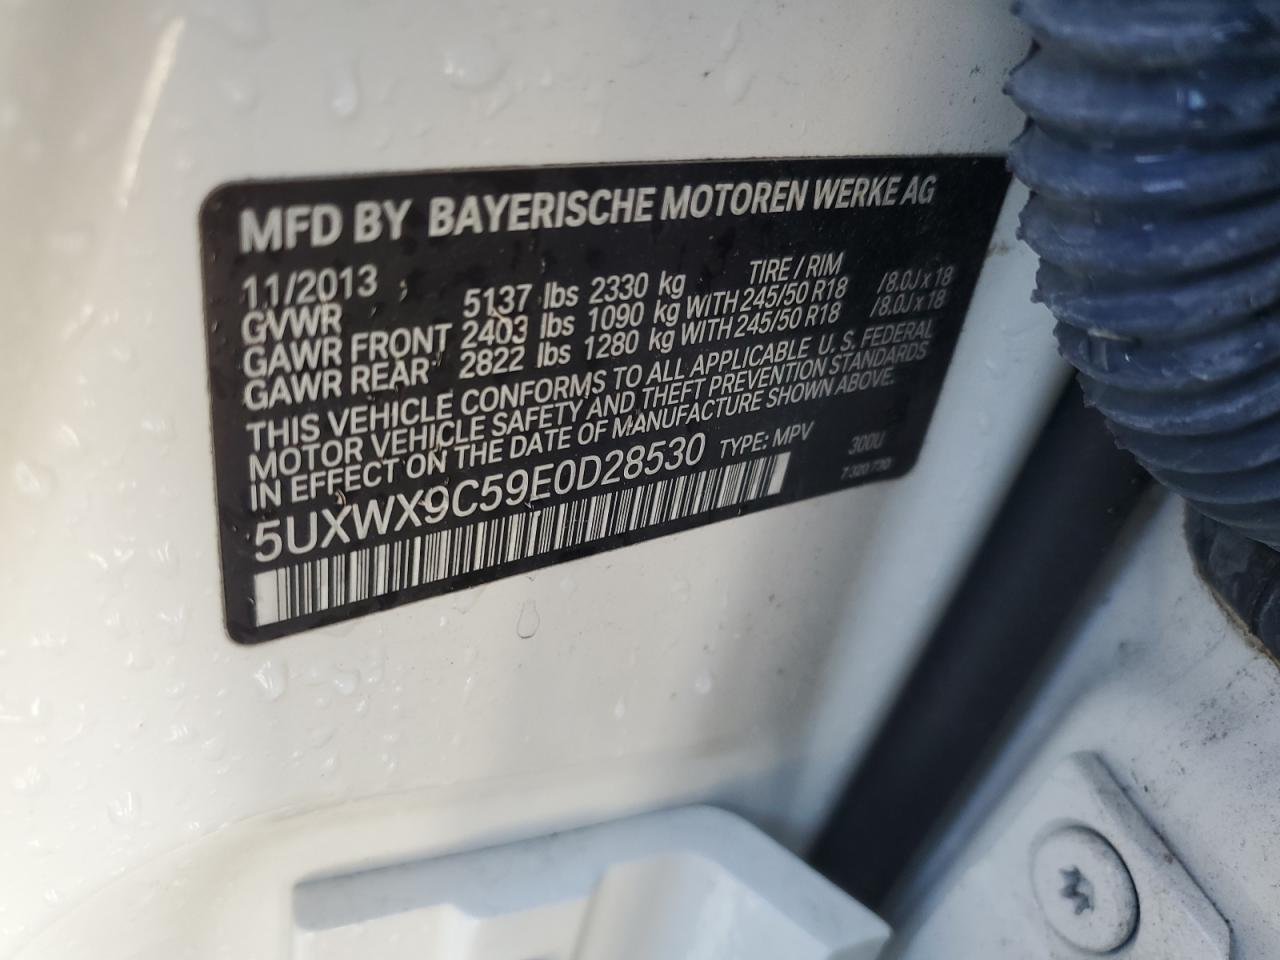 MFD BY BAYERISCHE MOTOREN WERKE AG
11/2013 TIRE / RIM
GVWR 5137 lbs 2330 kg
GAWR FRONT 2403 lbs 1090 kg WITH 245/50 R18 /8.0J x 18
GAWR REAR 2822 lbs 1280 kg WITH 245/50 R18 /8.0J x 18
THIS VEHICLE CONFORMS TO ALL APPLICABLE U. S. FEDERAL
MOTOR VEHICLE SAFETY AND THEFT PREVENTION STANDARDS
IN EFFECT ON THE DATE OF MANUFACTURE SHOWN ABOVE.
5UXWX9C59E0D28530 TYPE: MPV 300U
7 320 730